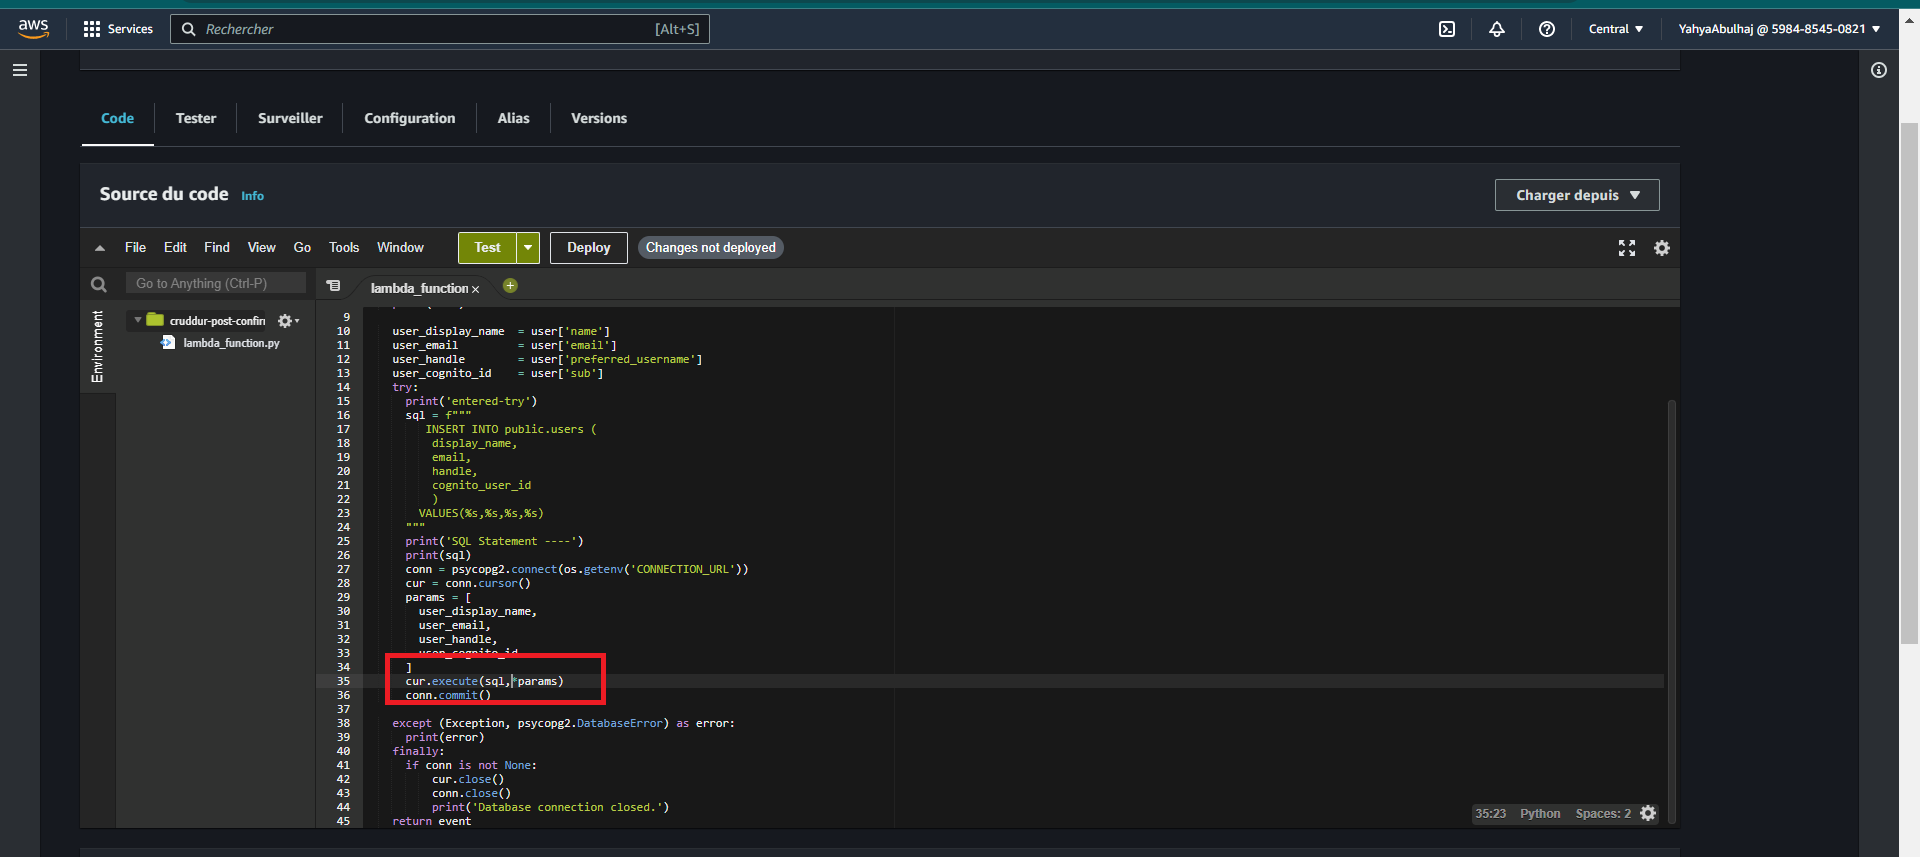 aws
Services
Rechercher
[Alt+S]
Central
YahyaAbulhaj @ 5984-8545-0821
Code
Tester
Surveiller
Configuration
Alias
Versions
Source du code
Info
Charger depuis
File
Edit
Find
View
Go
Tools
Window
Test
Deploy
Changes not deployed
Go to Anything (Ctrl-P)
lambda_function
Environment
cruddur-post-confirn
lambda_function.py
9
10 user_display_name = user['name']
11 user_email = user['email']
12 user_handle = user['preferred_username']
13 user_cognito_id = user['sub']
14 try:
15 print('entered-try')
16 sql = f"""
17 INSERT INTO public.users (
18 display_name,
19 email,
20 handle,
21 cognito_user_id
22 )
23 VALUES(%s,%s,%s,%s)
24 """
25 print('SQL Statement ----')
26 print(sql)
27 conn = psycopg2.connect(os.getenv('CONNECTION_URL'))
28 cur = conn.cursor()
29 params = [
30 user_display_name,
31 user_email,
32 user_handle,
33 user_cognito_id
34 ]
35 cur.execute(sql,*params)
36 conn.commit()
37
38 except (Exception, psycopg2.DatabaseError) as error:
39 print(error)
40 finally:
41 if conn is not None:
42 cur.close()
43 conn.close()
44 print('Database connection closed.')
45 return event
35:23 Python Spaces: 2